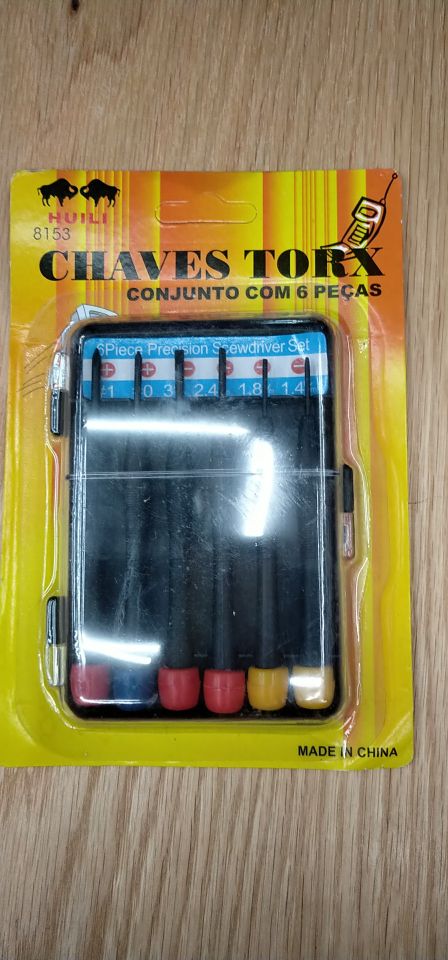 HUILI
8153
CHAVES TORX
CONJUNTO COM 6 PEÇAS
6Piece Precision Scewdriver Set
#1 #0 3. 2.4 1.8 1.4
MADE IN CHINA